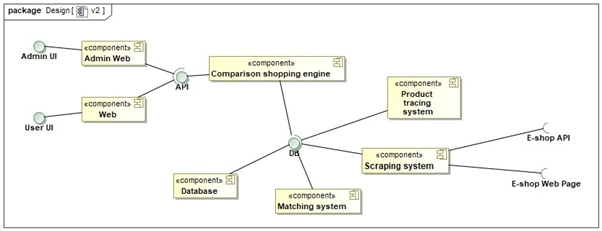 package Design [ v2 ]
«component»
Admin Web
Admin UI
«component»
Web
User UI
API
«component»
Comparison shopping engine
«component»
Product
tracing
system
DB
«component»
Scraping system
E-shop API
E-shop Web Page
«component»
Database
«component»
Matching system